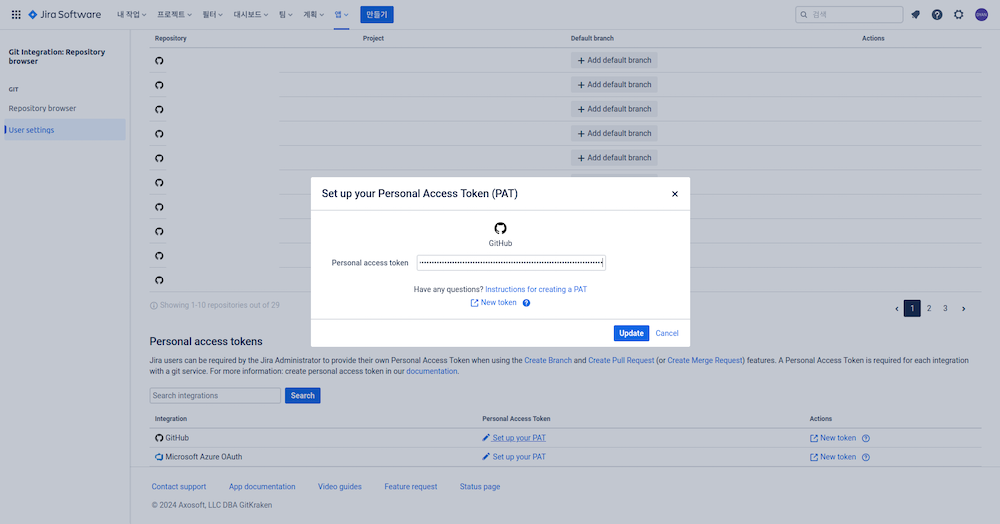 Jira Software 내 작업 프로젝트 필터 대시보드 팀 계획 앱 만들기 검색
Git Integration: Repository
browser
GIT
Repository browser
User settings
Repository Project Default branch Actions
+ Add default branch
+ Add default branch
+ Add default branch
+ Add default branch
+ Add default branch
Set up your Personal Access Token (PAT)
GitHub
Personal access token
Have any questions? Instructions for creating a PAT
New token
Update Cancel
Showing 1-10 repositories out of 29
1 2 3
Personal access tokens
Jira users can be required by the Jira Administrator to provide their own Personal Access Token when using the Create Branch and Create Pull Request (or Create Merge Request) features. A Personal Access Token is required for each integration
with a git service. For more information: create personal access token in our documentation.
Search integrations Search
Integration Personal Access Token Actions
GitHub Set up your PAT New token
Microsoft Azure OAuth Set up your PAT New token
Contact support App documentation Video guides Feature request Status page
© 2024 Axosoft, LLC DBA GitKraken